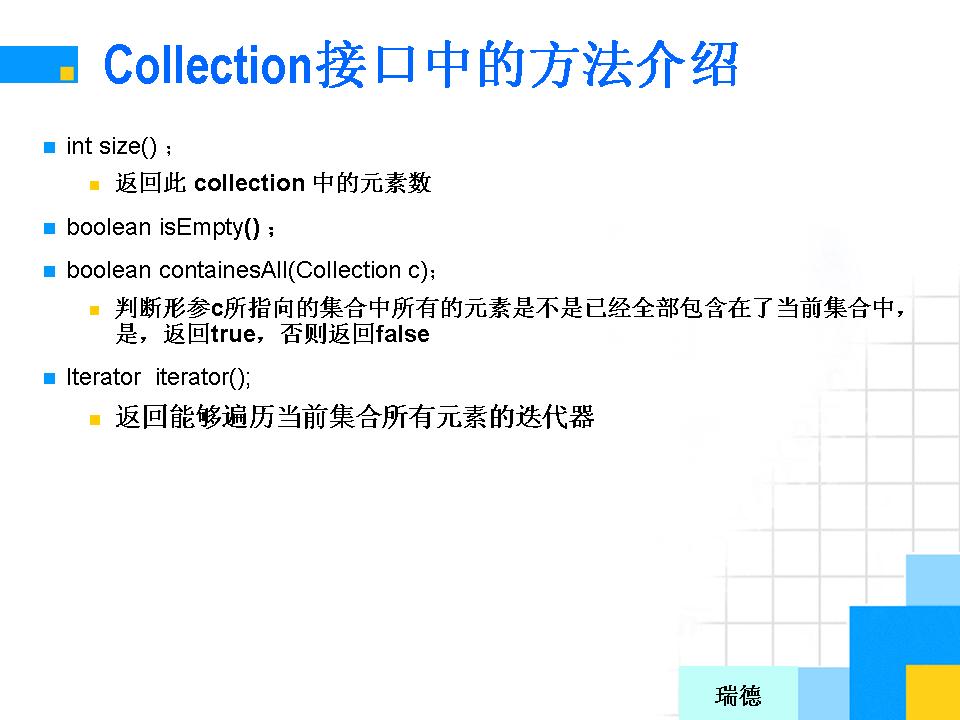 Collection接口中的方法介绍
int size() ；
返回此 collection 中的元素数
boolean isEmpty() ；
boolean containesAll(Collection c)；
判断形参c所指向的集合中所有的元素是不是已经全部包含在了当前集合中，
是，返回true，否则返回false
Iterator  iterator();
返回能够遍历当前集合所有元素的迭代器
瑞德